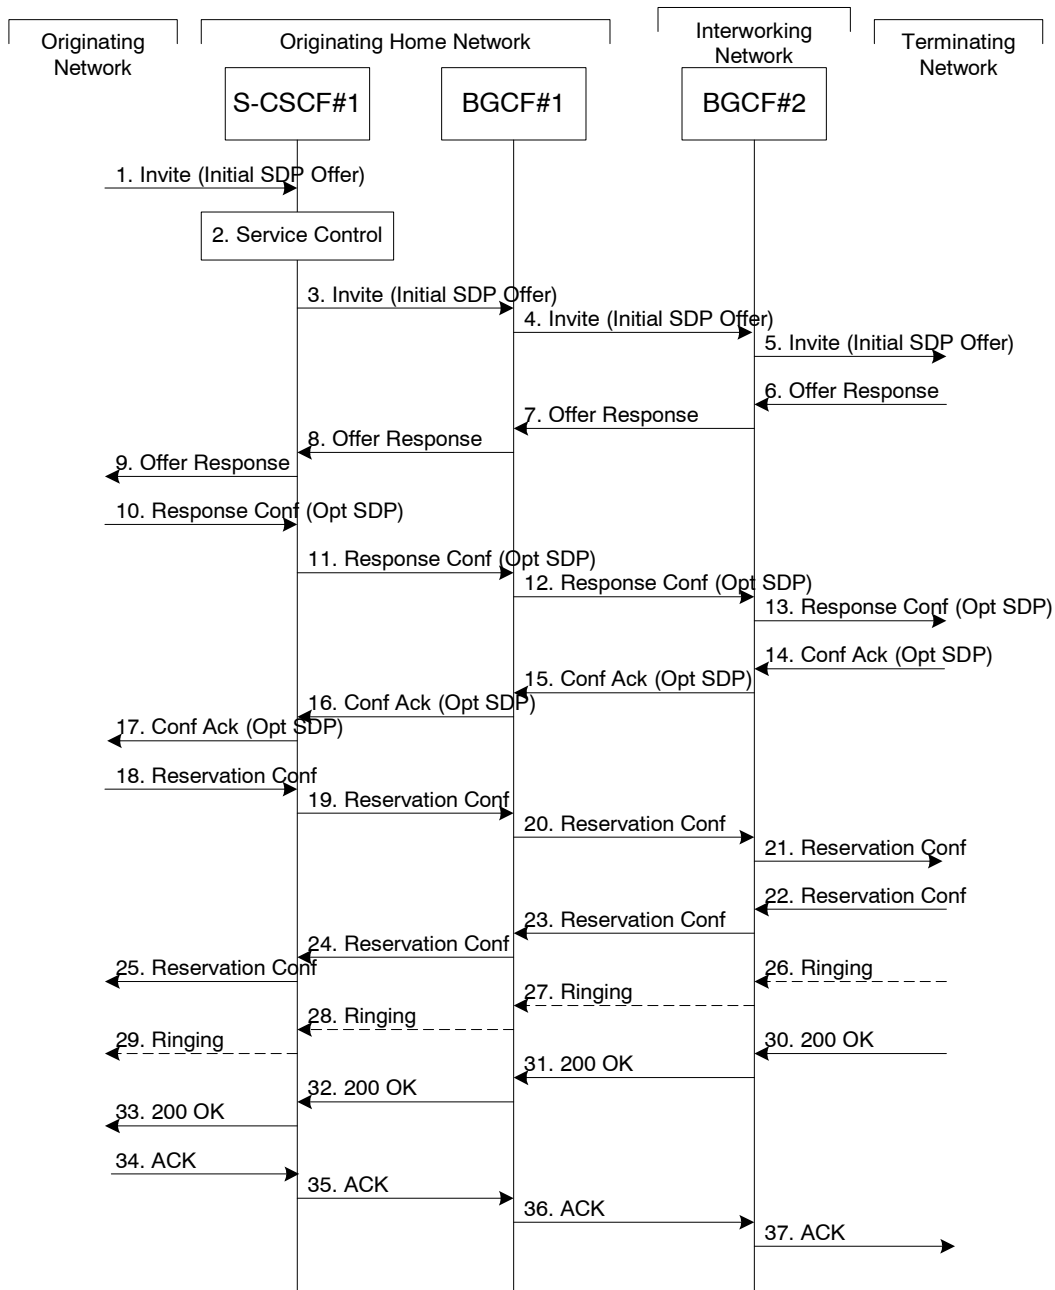 Originating
Network
Originating Home Network
Interworking
Network
Terminating
Network
S-CSCF#1
BGCF#1
BGCF#2
1. Invite (Initial SDP Offer)
2. Service Control
3. Invite (Initial SDP Offer)
4. Invite (Initial SDP Offer)
5. Invite (Initial SDP Offer)
6. Offer Response
7. Offer Response
8. Offer Response
9. Offer Response
10. Response Conf (Opt SDP)
11. Response Conf (Opt SDP)
12. Response Conf (Opt SDP)
13. Response Conf (Opt SDP)
14. Conf Ack (Opt SDP)
15. Conf Ack (Opt SDP)
16. Conf Ack (Opt SDP)
17. Conf Ack (Opt SDP)
18. Reservation Conf
19. Reservation Conf
20. Reservation Conf
21. Reservation Conf
22. Reservation Conf
23. Reservation Conf
24. Reservation Conf
25. Reservation Conf
26. Ringing
27. Ringing
28. Ringing
29. Ringing
30. 200 OK
31. 200 OK
32. 200 OK
33. 200 OK
34. ACK
35. ACK
36. ACK
37. ACK